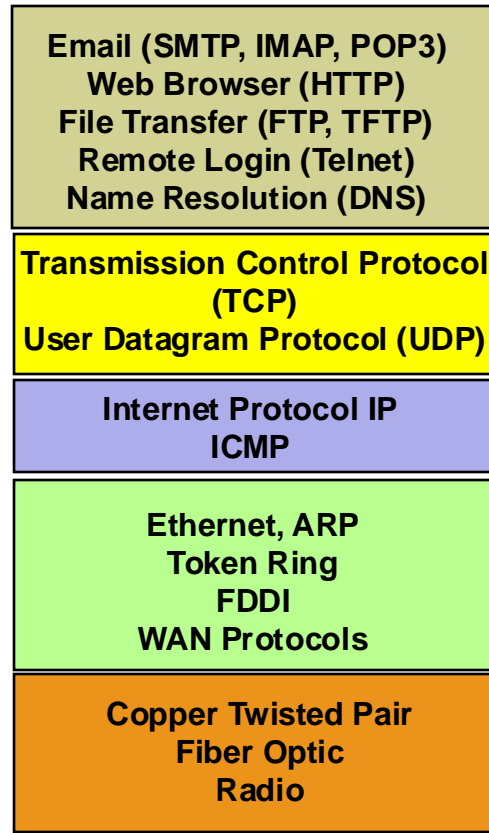 Email (SMTP, IMAP, POP3)
Web Browser (HTTP)
File Transfer (FTP, TFTP)
Remote Login (Telnet)
Name Resolution (DNS)
Transmission Control Protocol
(TCP)
User Datagram Protocol (UDP)
Internet Protocol IP
ICMP
Ethernet, ARP
Token Ring
FDDI
WAN Protocols
Copper Twisted Pair
Fiber Optic
Radio